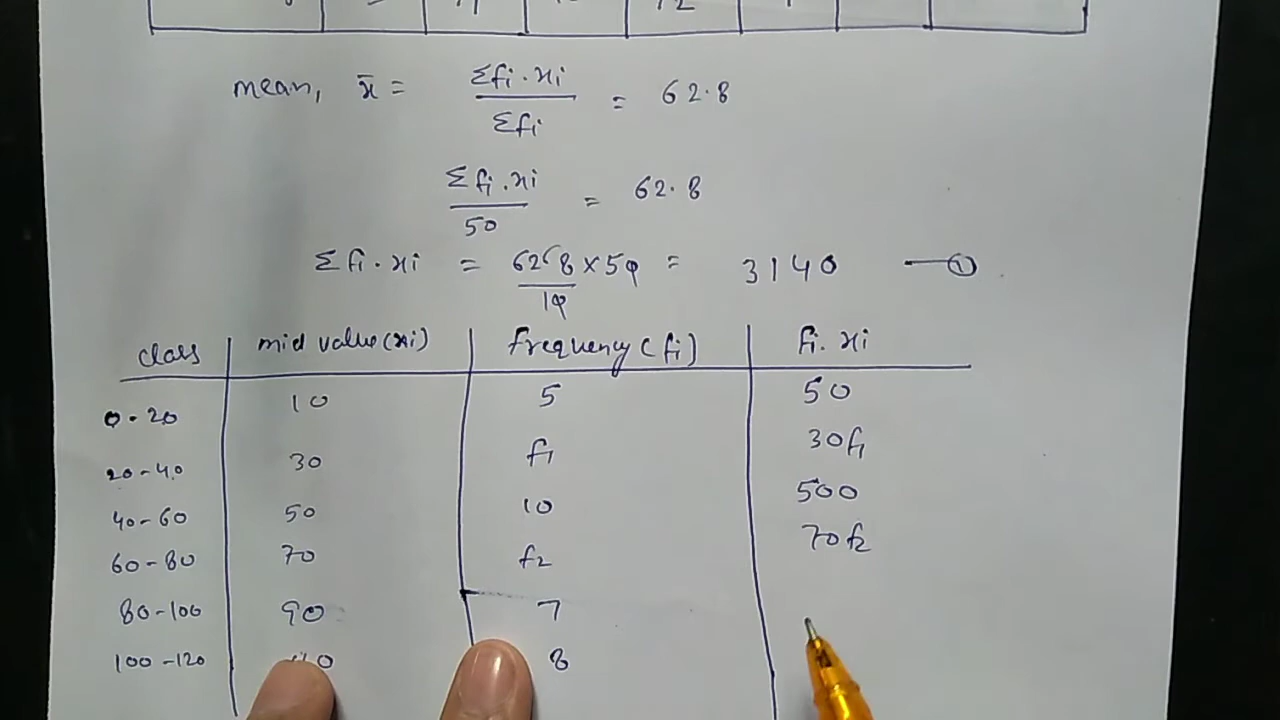 mean, x̄ = Σfi·xi / Σfi = 62.8
Σfi·xi / 50 = 62.8
Σfi·xi = 628×50 / 10 = 3140 — ①
class | mid value(xi) | frequency(fi) | fi·xi
0-20 | 10 | 5 | 50
20-40 | 30 | f1 | 30f1
40-60 | 50 | 10 | 500
60-80 | 70 | f2 | 70f2
80-100 | 90 | 7
100-120 | 8